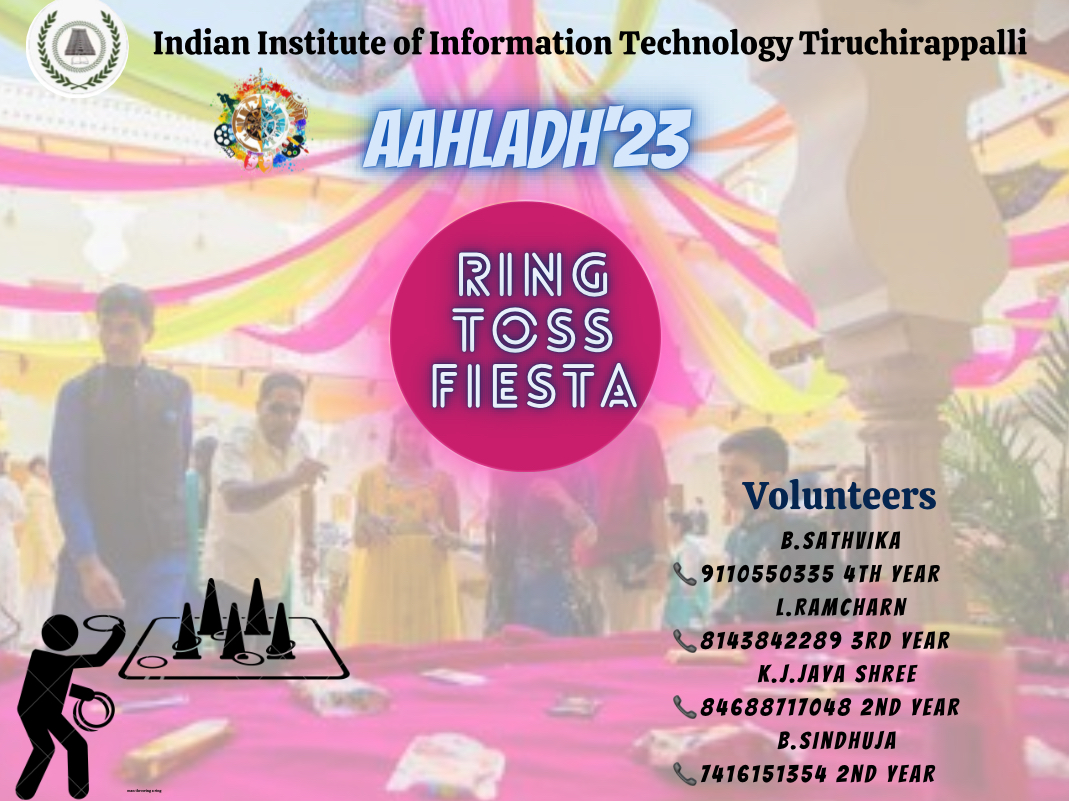 Indian Institute of Information Technology Tiruchirappalli
AAHLADH'23
RING
TOSS
FIESTA
Volunteers
B.SATHVIKA
📞9110550335 4TH YEAR
L.RAMCHARN
📞8143842289 3RD YEAR
K.J.JAYA SHREE
📞84688717048 2ND YEAR
B.SINDHUJA
📞7416151354 2ND YEAR